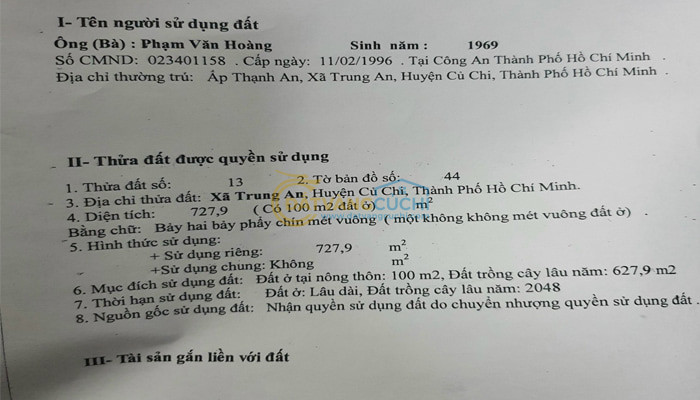 I- Tên người sử dụng đất
Ông (Bà) : Phạm Văn Hoàng Sinh năm : 1969
Số CMND: 023401158 . Cấp ngày: 11/02/1996 . Tại Công An Thành Phố Hồ Chí Minh .
Địa chỉ thường trú: Ấp Thạnh An, Xã Trung An, Huyện Củ Chi, Thành Phố Hồ Chí Minh .
II- Thửa đất được quyền sử dụng
1. Thửa đất số: 13 2. Tờ bản đồ số: 44
3. Địa chỉ thửa đất: Xã Trung An, Huyện Củ Chi, Thành Phố Hồ Chí Minh.
4. Diện tích: 727,9 ( Có 100 m2 đất ở) m²
Bằng chữ: Bảy hai bảy phẩy chín mét vuông ( một không không mét vuông đất ở) .
5. Hình thức sử dụng:
+ Sử dụng riêng: 727,9 m²
+Sử dụng chung: Không m²
6. Mục đích sử dụng đất: Đất ở tại nông thôn: 100 m2, Đất trồng cây lâu năm: 627,9 m2
7. Thời hạn sử dụng đất: Đất ở: Lâu dài, Đất trồng cây lâu năm: 2048
8. Nguồn gốc sử dụng đất: Nhận quyền sử dụng đất do chuyển nhượng quyền sử dụng đất .
III- Tài sản gắn liền với đất